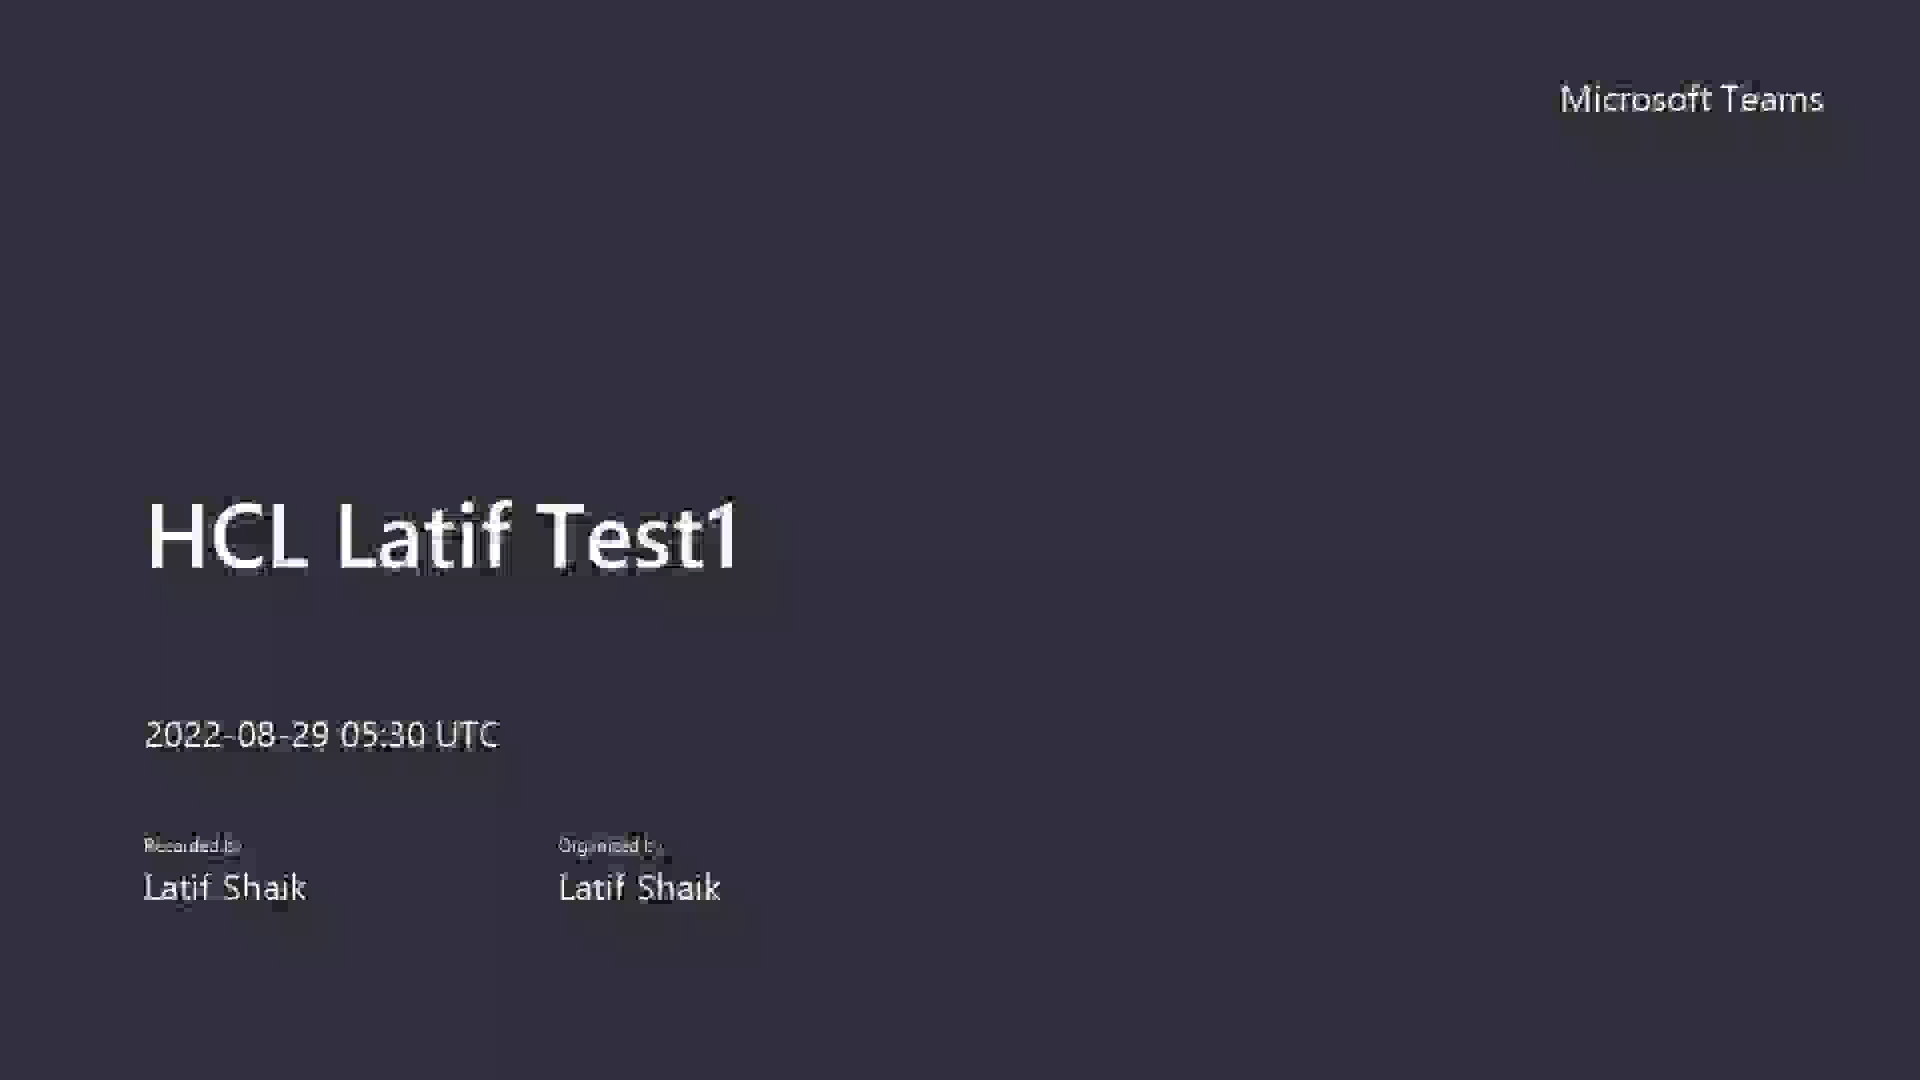 Microsoft Teams
HCL Latif Test1
2022-08-29 05:30 UTC
Recorded by
Organized by
Latif Shaik
Latif Shaik